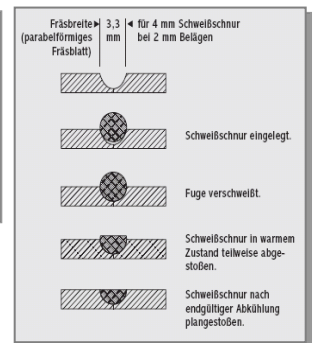 Fräsbreite 3,3 für 4 mm Schweißschnur
(parabelförmiges mm bei 2 mm Belägen
Fräsblatt)
Schweißschnur eingelegt.
Fuge verschweißt.
Schweißschnur in warmem
Zustand teilweise abge-
stoßen.
Schweißschnur nach
endgültiger Abkühlung
plangestoßen.